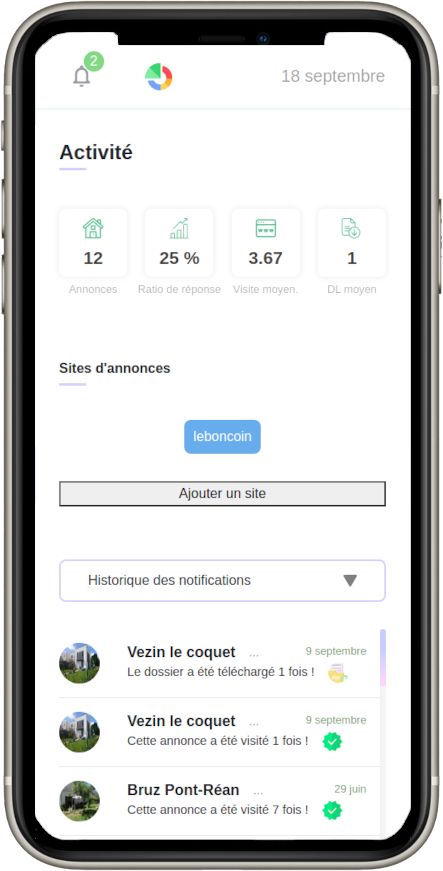 2
18 septembre
Activité
12 25 % 3.67 1
Annonces Ratio de réponse Visite moyen. DL moyen
Sites d'annonces
leboncoin
Ajouter un site
Historique des notifications
Vezin le coquet ... 9 septembre
Le dossier a été téléchargé 1 fois !
Vezin le coquet ... 9 septembre
Cette annonce a été visité 1 fois !
Bruz Pont-Réan ... 29 juin
Cette annonce a été visité 7 fois !